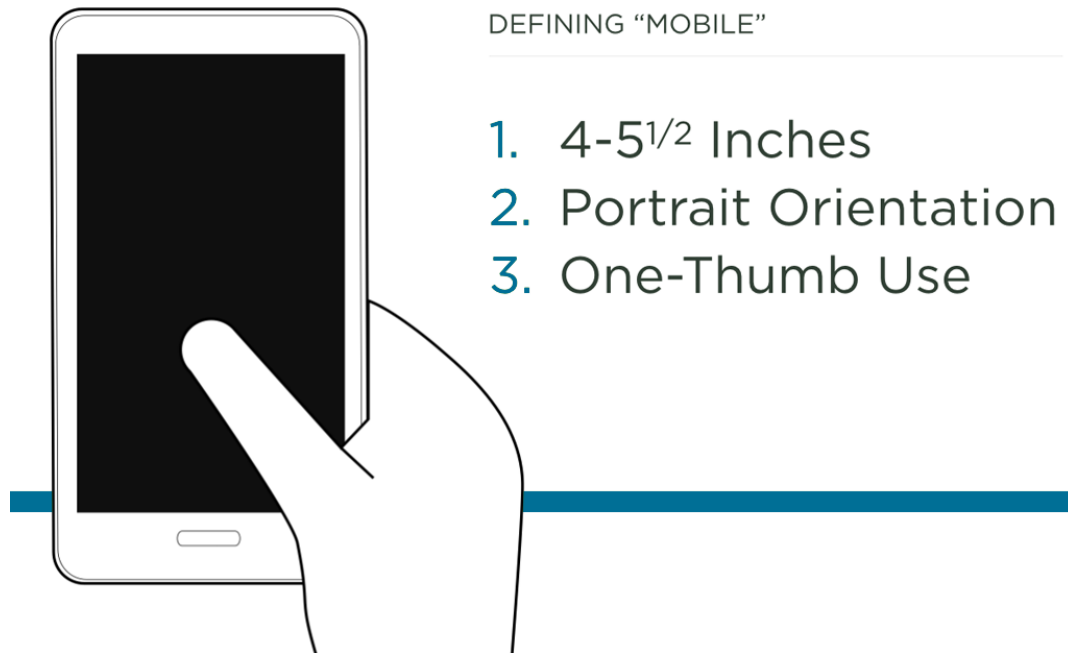 DEFINING “MOBILE”
1. 4-5¹/² Inches
2. Portrait Orientation
3. One-Thumb Use